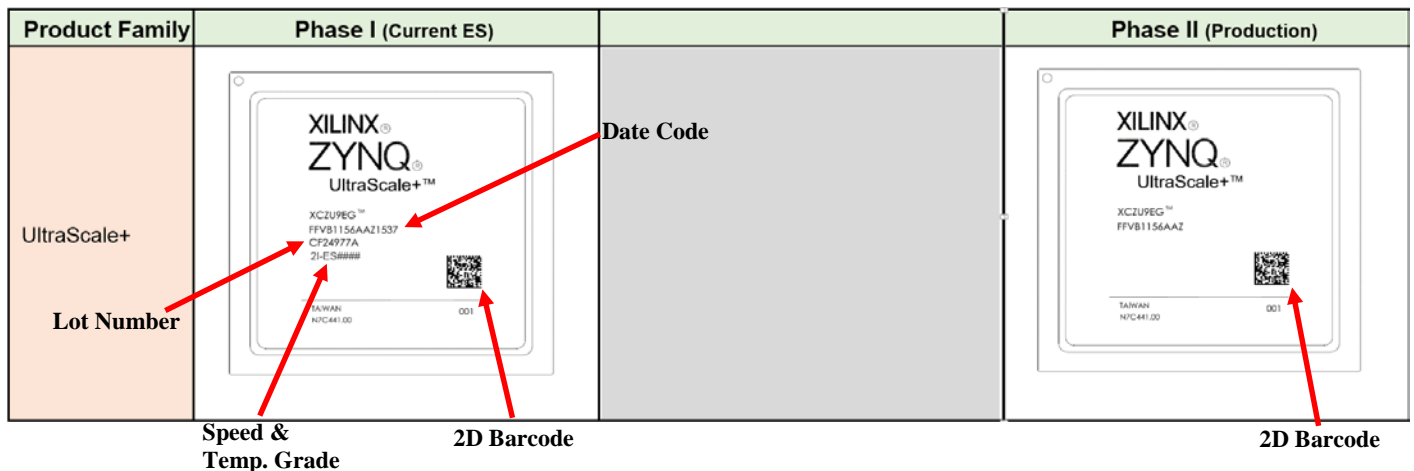 Product Family
Phase I (Current ES)
Phase II (Production)
UltraScale+
XILINX®
ZYNQ®
UltraScale+™
XCZU9EG™
FFVB1156AAZ1537
CF24977A
2I-ES####
TAIWAN
N7C441.00
001
Date Code
Lot Number
Speed &
Temp. Grade
2D Barcode
XILINX®
ZYNQ®
UltraScale+™
XCZU9EG™
FFVB1156AAZ
TAIWAN
N7C441.00
001
2D Barcode